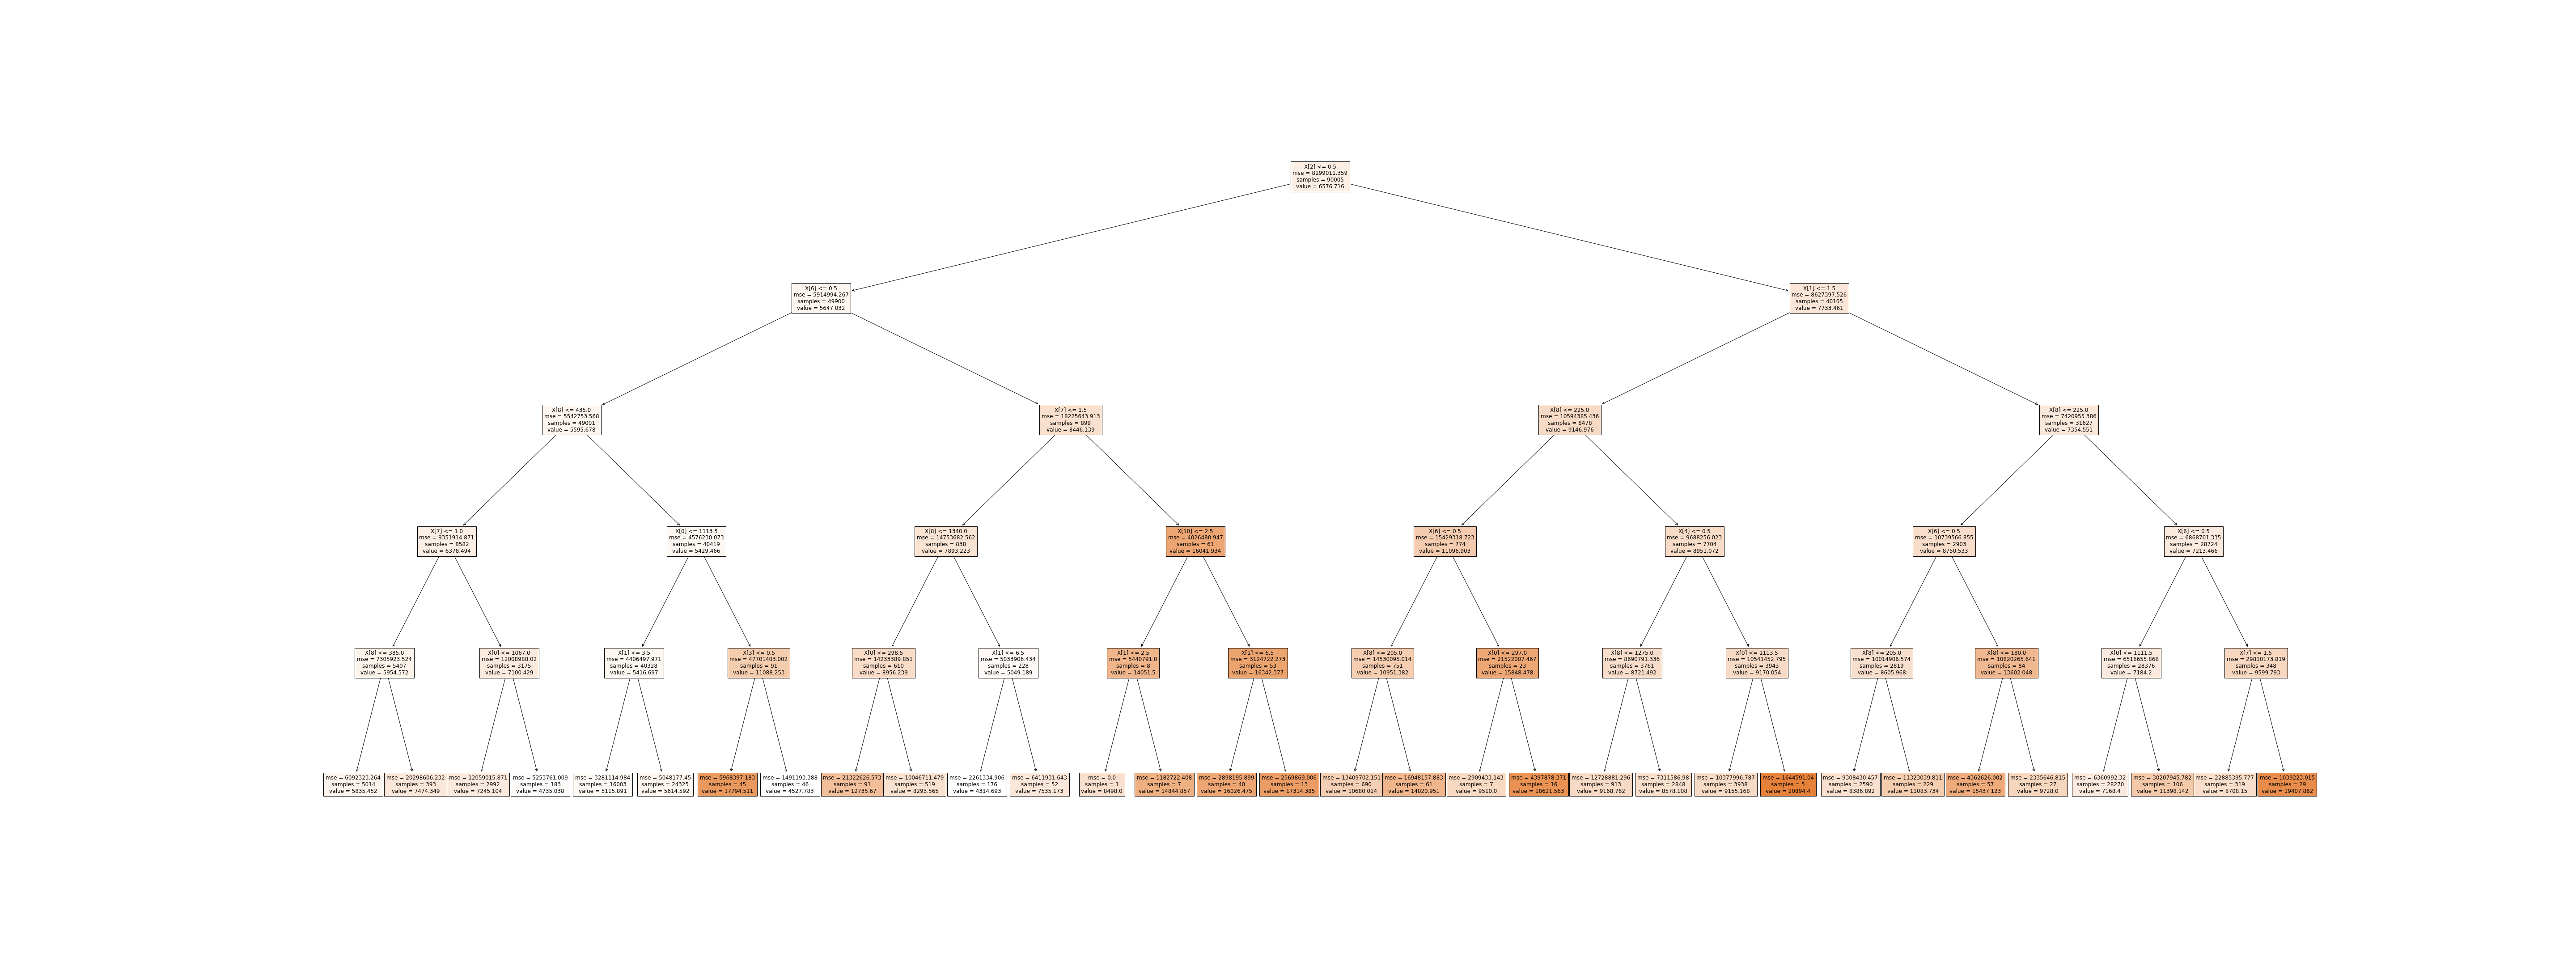 X[2] <= 0.5
mse = 8199011.359
samples = 90005
value = 6576.716
X[6] <= 0.5
mse = 5914994.267
samples = 49900
value = 5647.032
X[1] <= 1.5
mse = 8627397.526
samples = 40105
value = 7733.461
X[8] <= 435.0
mse = 5542753.568
samples = 49001
value = 5595.678
X[7] <= 1.5
mse = 18225643.913
samples = 899
value = 8446.139
X[8] <= 225.0
mse = 10594385.436
samples = 8478
value = 9146.976
X[8] <= 225.0
mse = 7420955.386
samples = 31627
value = 7354.551
X[7] <= 1.0
mse = 9351914.871
samples = 8582
value = 6378.494
X[0] <= 1113.5
mse = 4576230.073
samples = 40419
value = 5429.466
X[8] <= 1340.0
mse = 14753682.562
samples = 838
value = 7893.223
X[10] <= 2.5
mse = 4026480.947
samples = 61
value = 16041.934
X[6] <= 0.5
mse = 15429318.723
samples = 774
value = 11096.903
X[4] <= 0.5
mse = 9688256.023
samples = 7704
value = 8951.072
X[6] <= 0.5
mse = 10739566.855
samples = 2903
value = 8750.533
X[6] <= 0.5
mse = 6868701.335
samples = 28724
value = 7213.466
X[8] <= 385.0
mse = 7305923.524
samples = 5407
value = 5954.572
X[0] <= 1067.0
mse = 12008988.02
samples = 3175
value = 7100.429
X[1] <= 3.5
mse = 4406497.971
samples = 40328
value = 5416.697
X[3] <= 0.5
mse = 47701403.002
samples = 91
value = 11088.253
X[0] <= 298.5
mse = 14233389.851
samples = 610
value = 8956.239
X[1] <= 6.5
mse = 5033906.434
samples = 228
value = 5049.189
X[1] <= 2.5
mse = 5440791.0
samples = 8
value = 14051.5
X[1] <= 6.5
mse = 3124722.273
samples = 53
value = 16342.377
X[8] <= 205.0
mse = 14530095.014
samples = 751
value = 10951.382
X[0] <= 297.0
mse = 21522007.467
samples = 23
value = 15848.478
X[8] <= 1275.0
mse = 8690791.336
samples = 3761
value = 8721.492
X[0] <= 1113.5
mse = 10541452.795
samples = 3943
value = 9170.054
X[8] <= 205.0
mse = 10014906.574
samples = 2819
value = 8605.968
X[8] <= 180.0
mse = 10820265.641
samples = 84
value = 13602.048
X[0] <= 1111.5
mse = 6516655.868
samples = 28376
value = 7184.2
X[7] <= 1.5
mse = 29810173.819
samples = 348
value = 9599.793
mse = 6092323.264
samples = 5014
value = 5835.452
mse = 20298606.232
samples = 393
value = 7474.349
mse = 12059015.871
samples = 2992
value = 7245.104
mse = 5253761.009
samples = 183
value = 4735.038
mse = 3281114.984
samples = 16003
value = 5115.891
mse = 5048177.45
samples = 24325
value = 5614.592
mse = 5968397.183
samples = 45
value = 17794.511
mse = 1491193.388
samples = 46
value = 4527.783
mse = 21322626.573
samples = 91
value = 12735.67
mse = 10046711.479
samples = 519
value = 8293.565
mse = 2261334.906
samples = 176
value = 4314.693
mse = 6411931.643
samples = 52
value = 7535.173
mse = 0.0
samples = 1
value = 8498.0
mse = 1182722.408
samples = 7
value = 14844.857
mse = 2898195.899
samples = 40
value = 16026.475
mse = 2569869.006
samples = 13
value = 17314.385
mse = 13409702.151
samples = 690
value = 10680.014
mse = 16948157.883
samples = 61
value = 14020.951
mse = 2909433.143
samples = 7
value = 9510.0
mse = 4397878.371
samples = 16
value = 18621.563
mse = 12728881.296
samples = 913
value = 9168.762
mse = 7311586.98
samples = 2848
value = 8578.108
mse = 10377996.787
samples = 3938
value = 9155.168
mse = 1644591.04
samples = 5
value = 20894.4
mse = 9308430.457
samples = 2590
value = 8386.892
mse = 11323039.811
samples = 229
value = 11083.734
mse = 4362626.002
samples = 57
value = 15437.123
mse = 2335646.815
samples = 27
value = 9728.0
mse = 6360992.32
samples = 28270
value = 7168.4
mse = 30207945.782
samples = 106
value = 11398.142
mse = 22885395.777
samples = 319
value = 8708.15
mse = 1039223.015
samples = 29
value = 19407.862